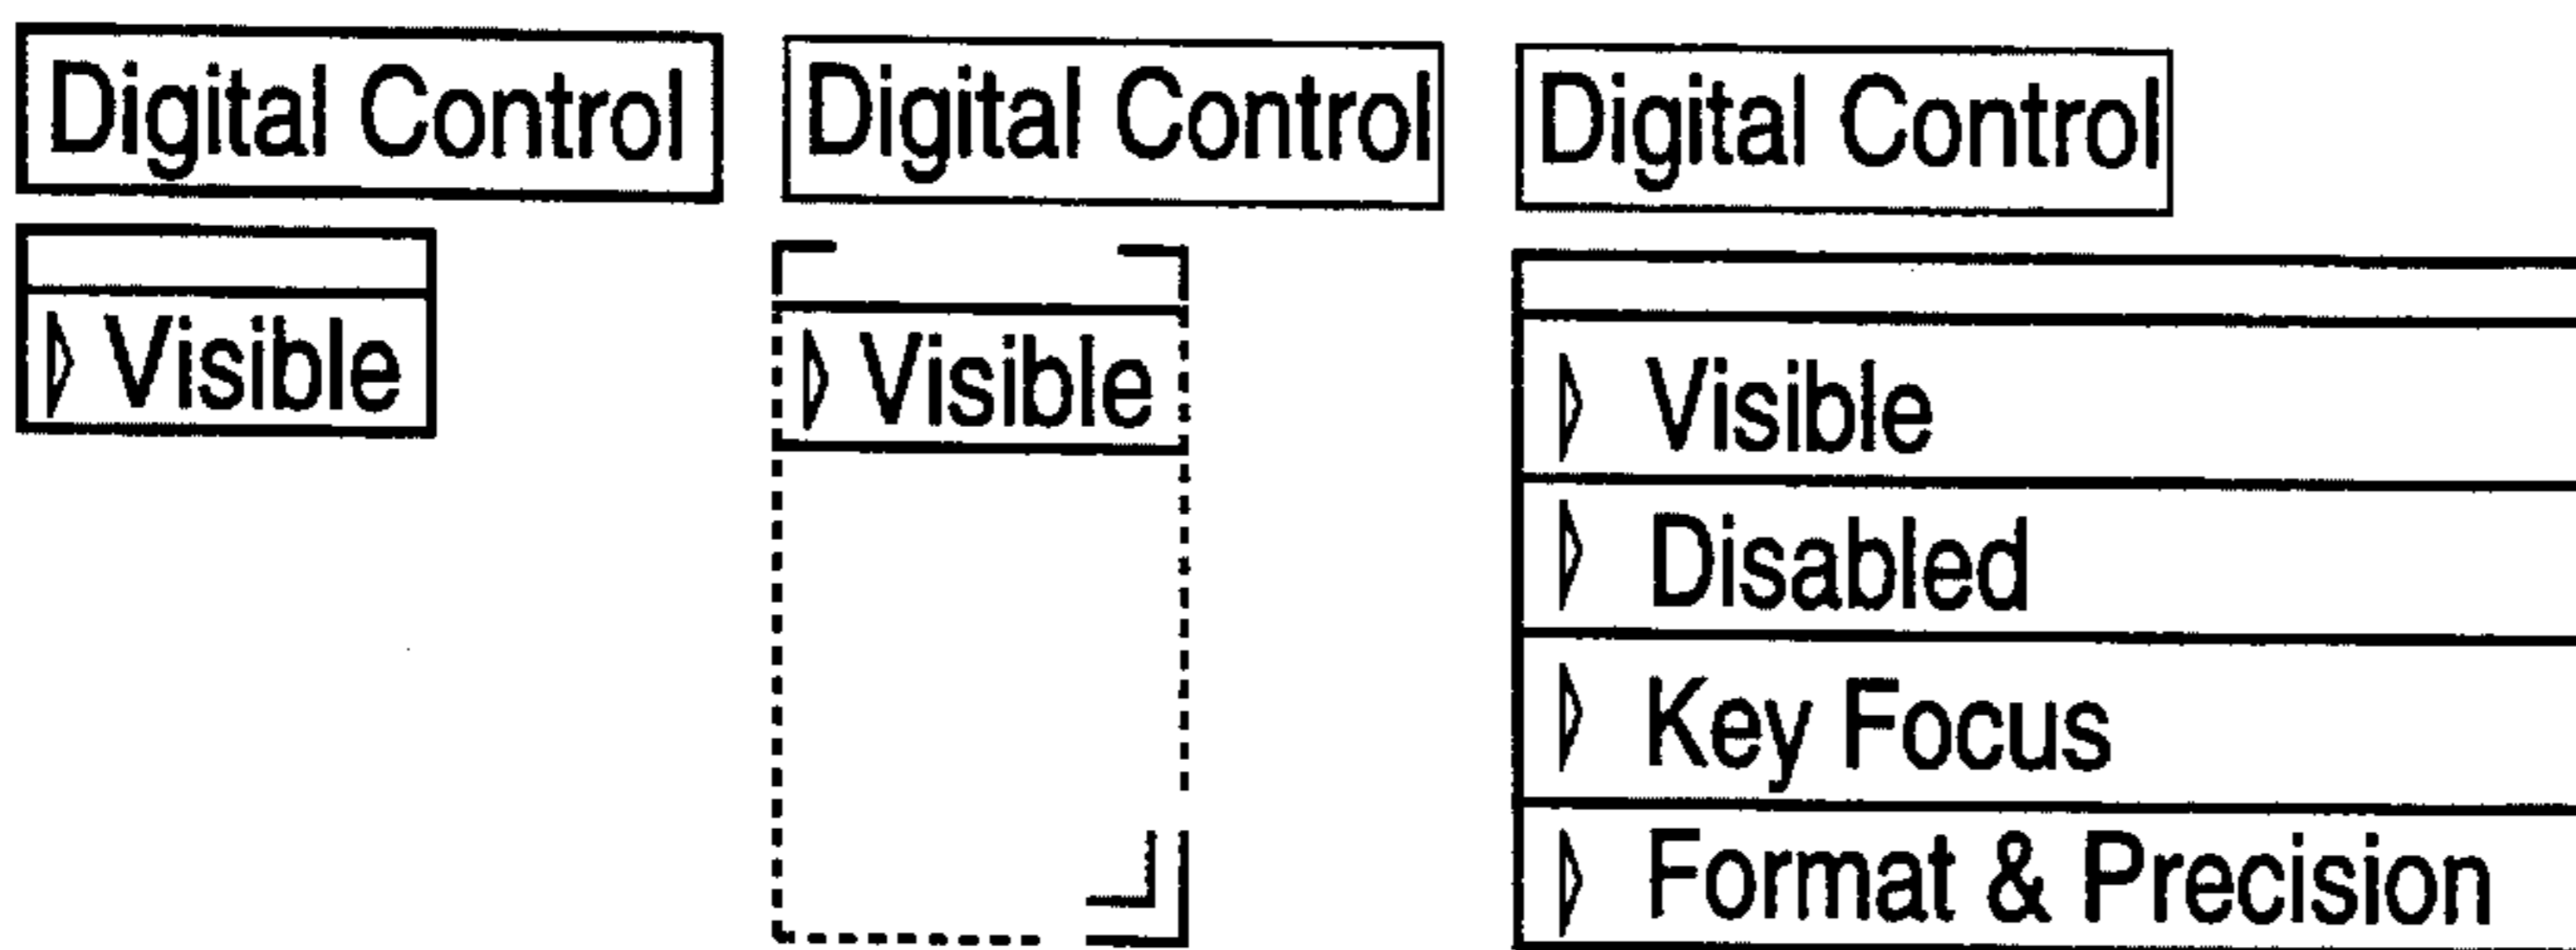 Digital Control
Visible
Digital Control
Visible
Digital Control
Visible
Disabled
Key Focus
Format & Precision